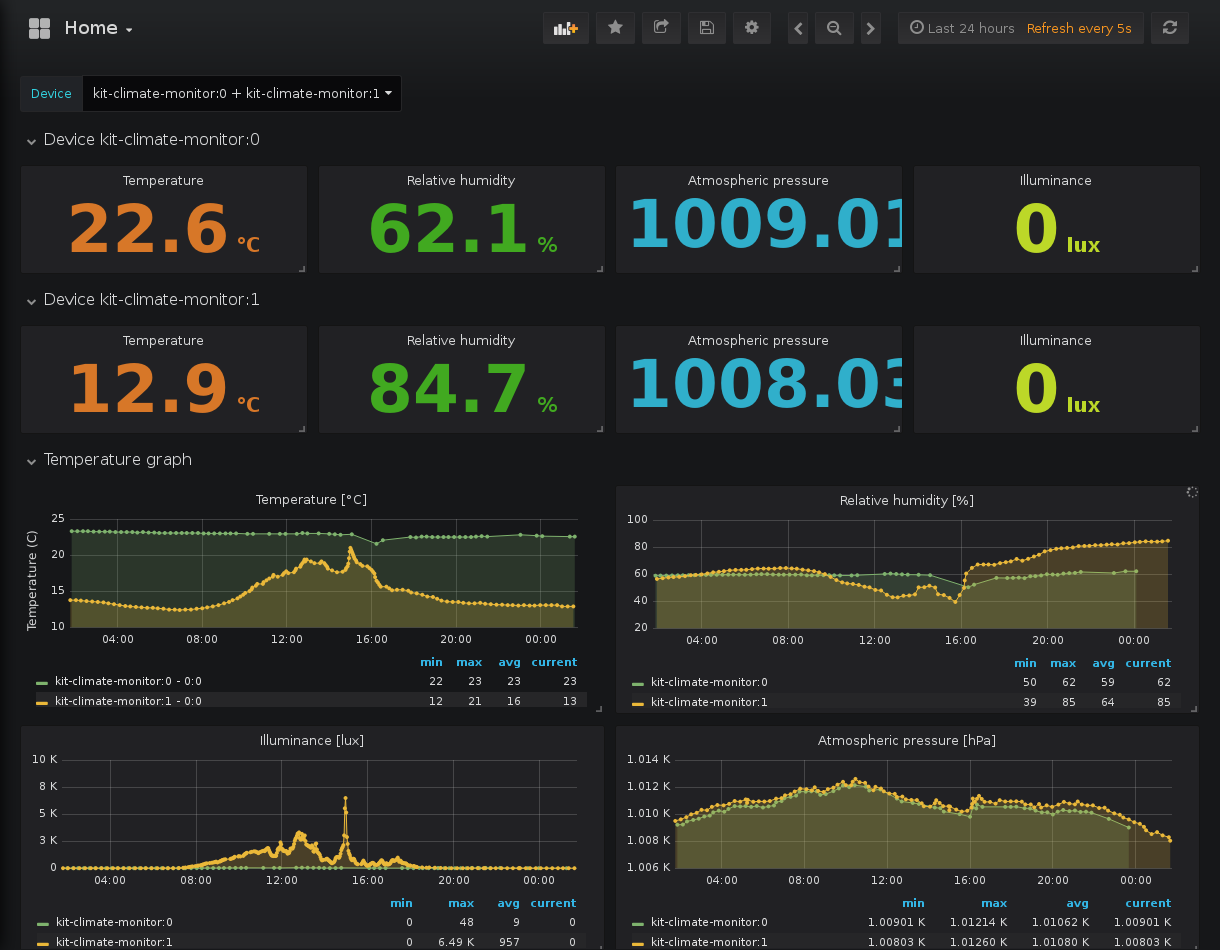 Home
Last 24 hours Refresh every 5s
Device kit-climate-monitor:0 + kit-climate-monitor:1
Device kit-climate-monitor:0
Temperature Relative humidity Atmospheric pressure Illuminance
22.6 °C 62.1 % 1009.01 0 lux
Device kit-climate-monitor:1
Temperature Relative humidity Atmospheric pressure Illuminance
12.9 °C 84.7 % 1008.03 0 lux
Temperature graph
Temperature [°C]
Temperature (C)
25
20
15
10
04:00 08:00 12:00 16:00 20:00 00:00
min max avg current
kit-climate-monitor:0 - 0:0 22 23 23 23
kit-climate-monitor:1 - 0:0 12 21 16 13
Relative humidity [%]
100
80
60
40
20
04:00 08:00 12:00 16:00 20:00 00:00
min max avg current
kit-climate-monitor:0 50 62 59 62
kit-climate-monitor:1 39 85 64 85
Illuminance [lux]
10 K
8 K
5 K
3 K
0
04:00 08:00 12:00 16:00 20:00 00:00
min max avg current
kit-climate-monitor:0 0 48 9 0
kit-climate-monitor:1 0 6.49 K 957 0
Atmospheric pressure [hPa]
1.014 K
1.012 K
1.010 K
1.008 K
1.006 K
04:00 08:00 12:00 16:00 20:00 00:00
min max avg current
kit-climate-monitor:0 1.00901 K 1.01214 K 1.01062 K 1.00901 K
kit-climate-monitor:1 1.00803 K 1.01260 K 1.01080 K 1.00803 K